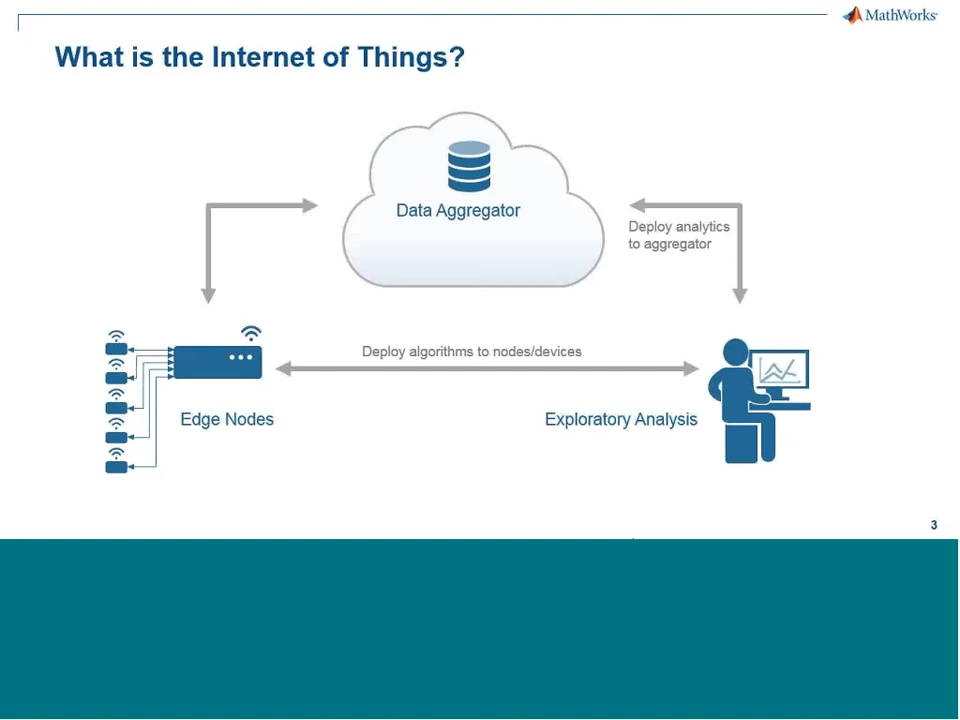 MathWorks
What is the Internet of Things?
Data Aggregator
Deploy analytics
to aggregator
Deploy algorithms to nodes/devices
Edge Nodes
Exploratory Analysis
3